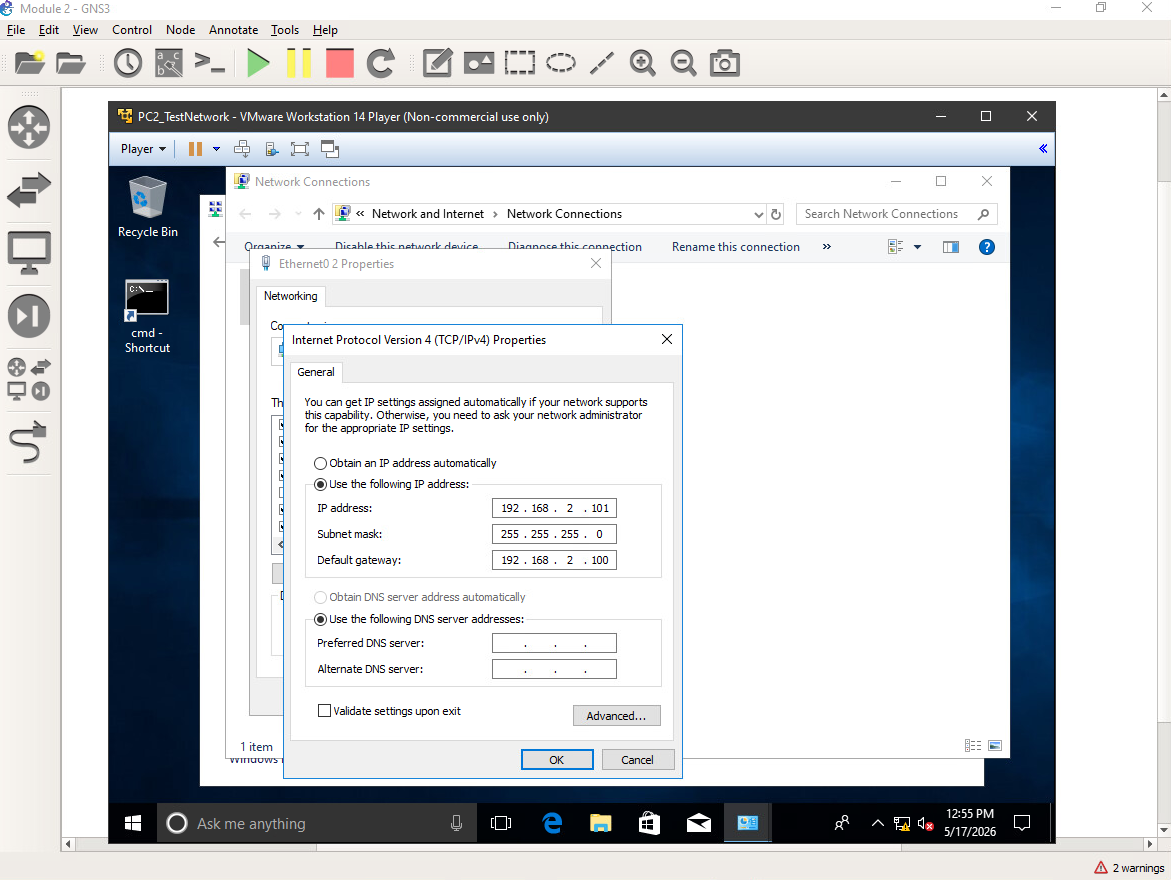 Module 2 - GNS3
File Edit View Control Node Annotate Tools Help
PC2_TestNetwork - VMware Workstation 14 Player (Non-commercial use only)
Player
Recycle Bin
cmd -
Shortcut
Network Connections
« Network and Internet › Network Connections
Search Network Connections
Organize Disable this network device Diagnose this connection Rename this connection »
Ethernet0 2 Properties
Networking
Internet Protocol Version 4 (TCP/IPv4) Properties
General
You can get IP settings assigned automatically if your network supports
this capability. Otherwise, you need to ask your network administrator
for the appropriate IP settings.
Obtain an IP address automatically
Use the following IP address:
IP address: 192 . 168 . 2 . 101
Subnet mask: 255 . 255 . 255 . 0
Default gateway: 192 . 168 . 2 . 100
Obtain DNS server address automatically
Use the following DNS server addresses:
Preferred DNS server: . . .
Alternate DNS server: . . .
Validate settings upon exit
Advanced...
OK Cancel
1 item
Windows
Ask me anything
12:55 PM
5/17/2026
2 warnings